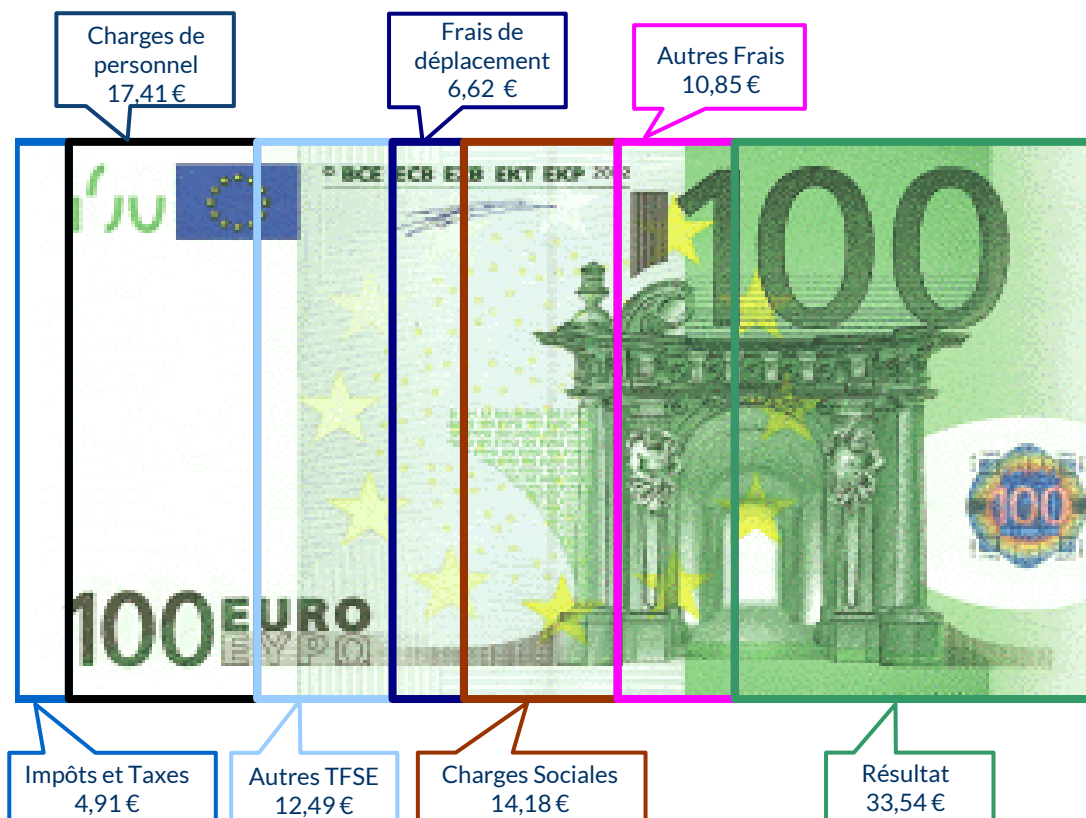 Charges de
personnel
17,41 €
Frais de
déplacement
6,62 €
Autres Frais
10,85 €
© BCE ECB EZB EKT EKP 2002
100
100
100 EURO
ΕΥΡΩ
Impôts et Taxes
4,91 €
Autres TFSE
12,49 €
Charges Sociales
14,18 €
Résultat
33,54 €